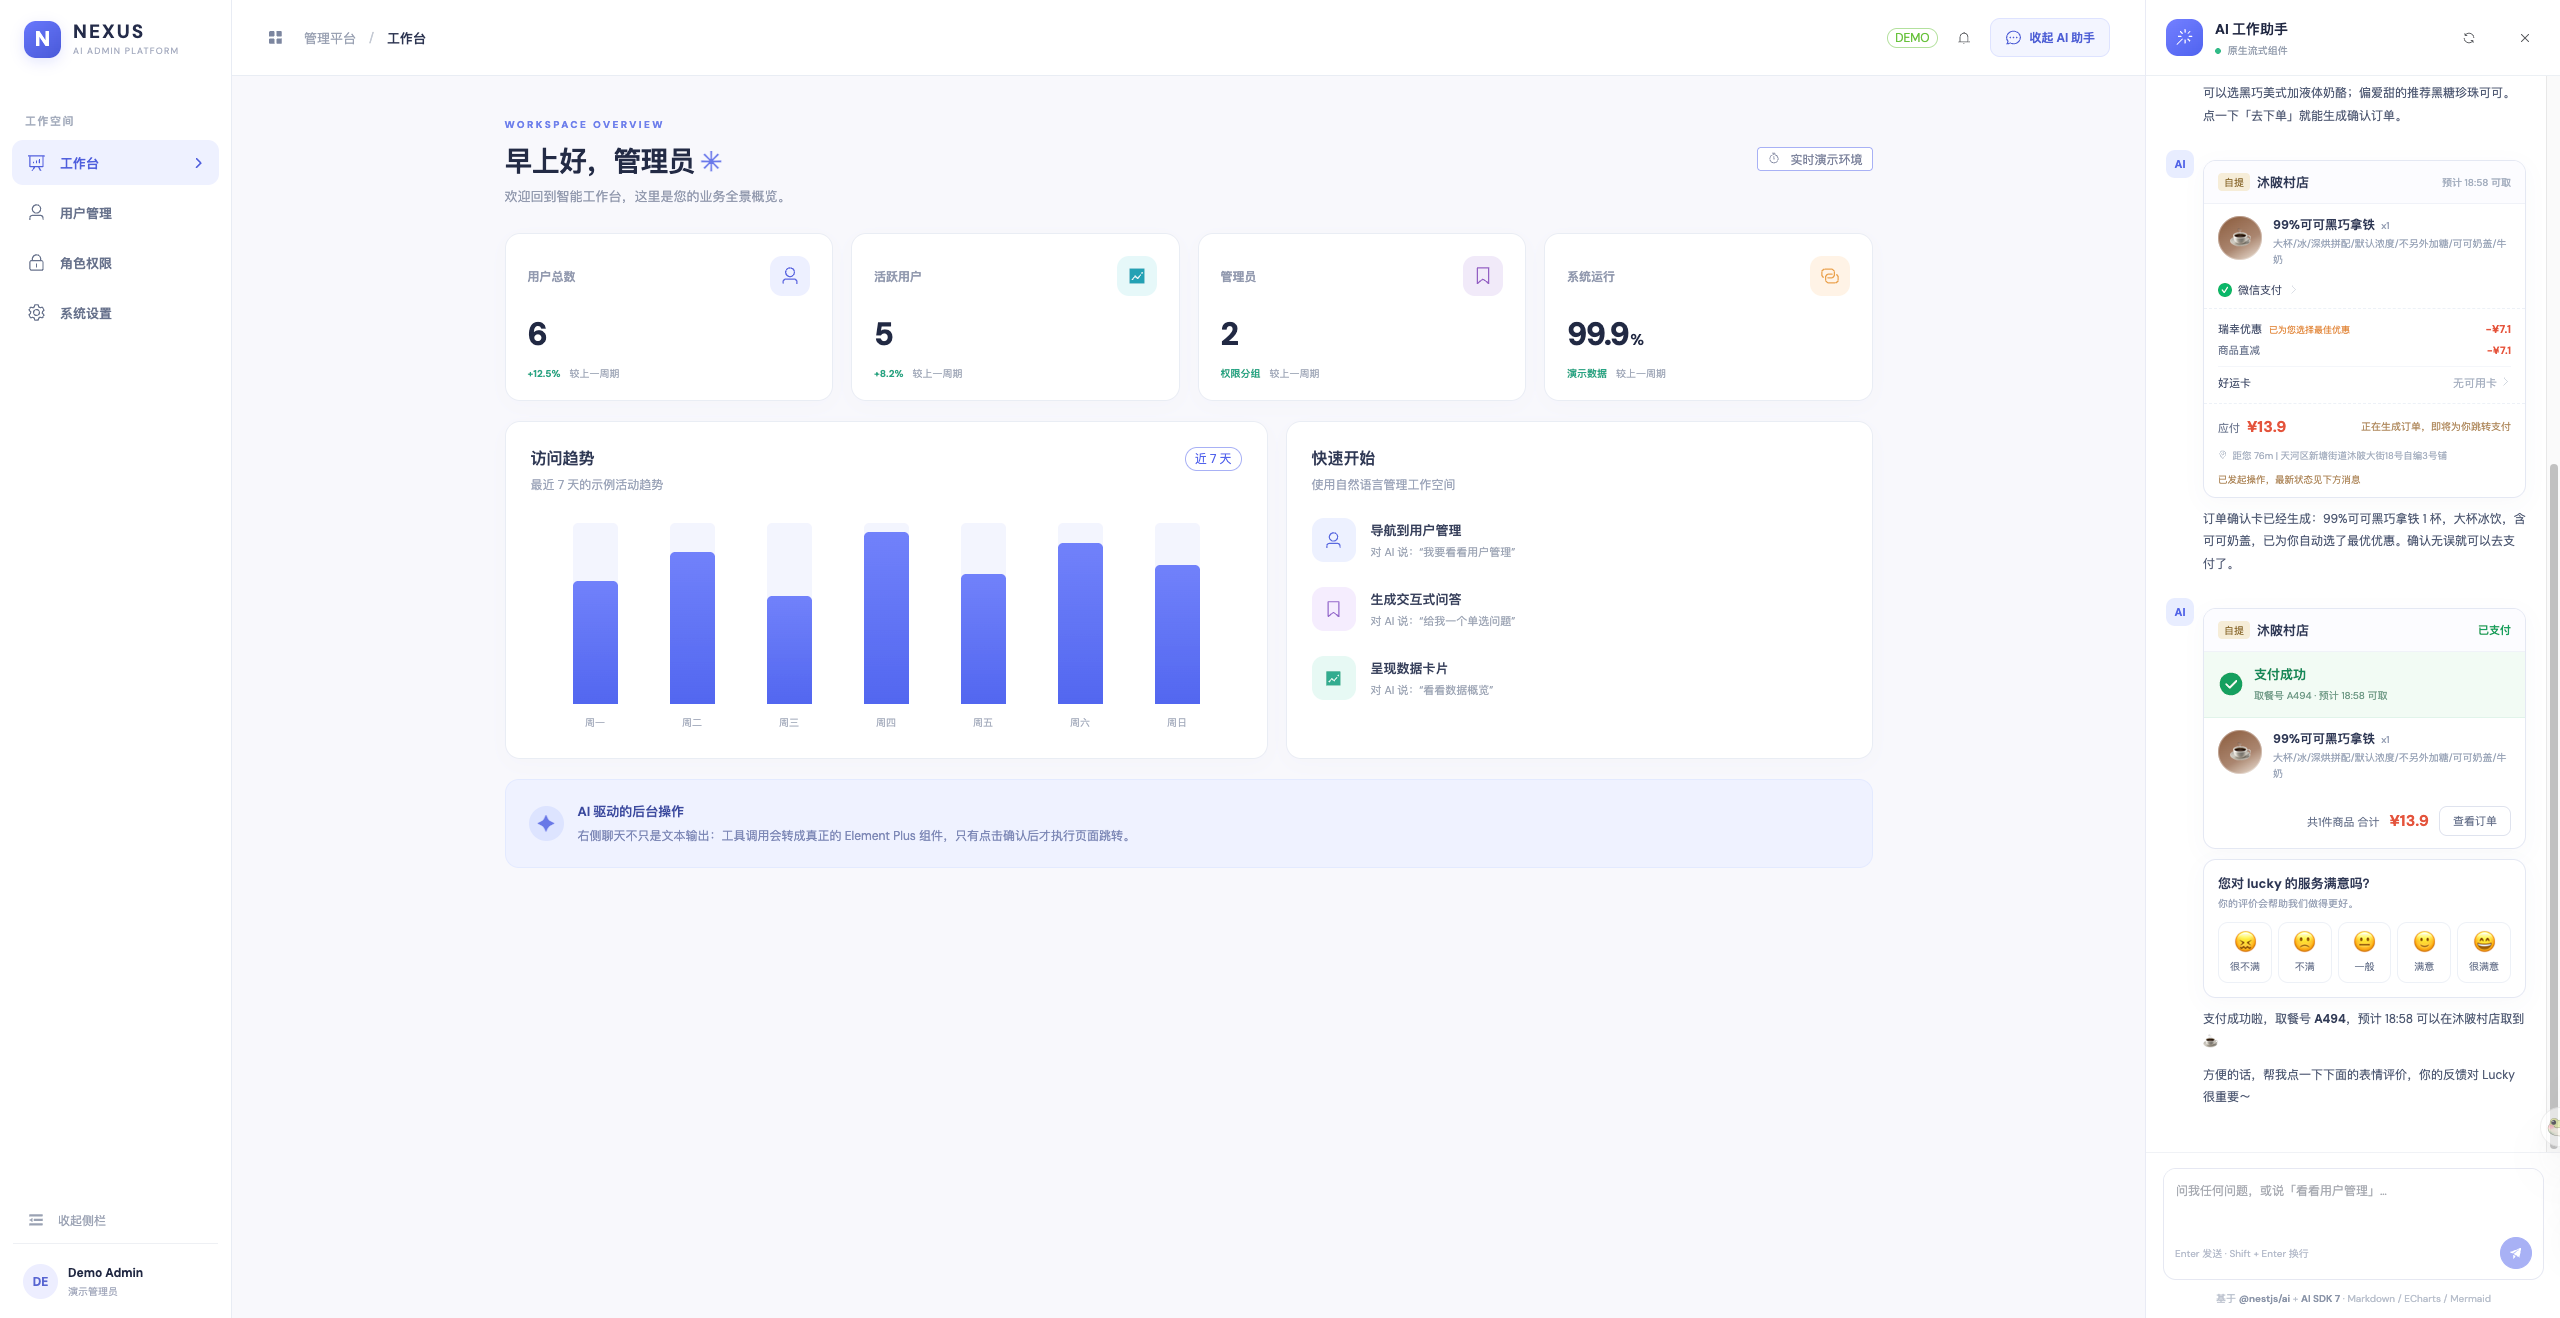 N
NEXUS
AI ADMIN PLATFORM
工作空间
工作台
用户管理
角色权限
系统设置
收起侧栏
DE
Demo Admin
演示管理员
管理平台 / 工作台
DEMO
收起 AI 助手
WORKSPACE OVERVIEW
早上好，管理员
欢迎回到智能工作台，这里是您的业务全景概览。
实时演示环境
用户总数
6
+12.5% 较上一周期
活跃用户
5
+8.2% 较上一周期
管理员
2
权限分组 较上一周期
系统运行
99.9%
演示数据 较上一周期
访问趋势
最近 7 天的示例活动趋势
近 7 天
周一
周二
周三
周四
周五
周六
周日
快速开始
使用自然语言管理工作空间
导航到用户管理
对 AI 说：“我要看看用户管理”
生成交互式问答
对 AI 说：“给我一个单选问题”
呈现数据卡片
对 AI 说：“看看数据概览”
AI 驱动的后台操作
右侧聊天不只是文本输出：工具调用会转成真正的 Element Plus 组件，只有点击确认后才执行页面跳转。
AI 工作助手
原生流式组件
可以选黑巧美式加液体奶酪；偏爱甜的推荐黑糖珍珠可可。
点一下「去下单」就能生成确认订单。
AI
自提 沐陂村店
预计 18:58 可取
99%可可黑巧拿铁 x1
大杯/冰/深烘拼配/默认浓度/不另外加糖/可可奶盖/牛
奶
微信支付
瑞幸优惠 已为您选择最佳优惠 -¥7.1
商品直减 -¥7.1
好运卡 无可用卡
应付 ¥13.9 正在生成订单，即将为你跳转支付
距您 76m | 天河区新塘街道沐陂大街18号自编3号铺
已发起操作，最新状态见下方消息
订单确认卡已经生成：99%可可黑巧拿铁 1 杯，大杯冰饮，含
可可奶盖，已为你自动选了最优优惠。确认无误就可以去支
付了。
AI
自提 沐陂村店
已支付
支付成功
取餐号 A494 · 预计 18:58 可取
99%可可黑巧拿铁 x1
大杯/冰/深烘拼配/默认浓度/不另外加糖/可可奶盖/牛
奶
共1件商品 合计 ¥13.9 查看订单
您对 lucky 的服务满意吗?
你的评价会帮助我们做得更好。
很不满
不满
一般
满意
很满意
支付成功啦，取餐号 A494，预计 18:58 可以在沐陂村店取到
方便的话，帮我点一下下面的表情评价，你的反馈对 Lucky
很重要～
问我任何问题，或说「看看用户管理」...
Enter 发送 · Shift + Enter 换行
基于 @nestjs/ai + AI SDK 7 · Markdown / ECharts / Mermaid